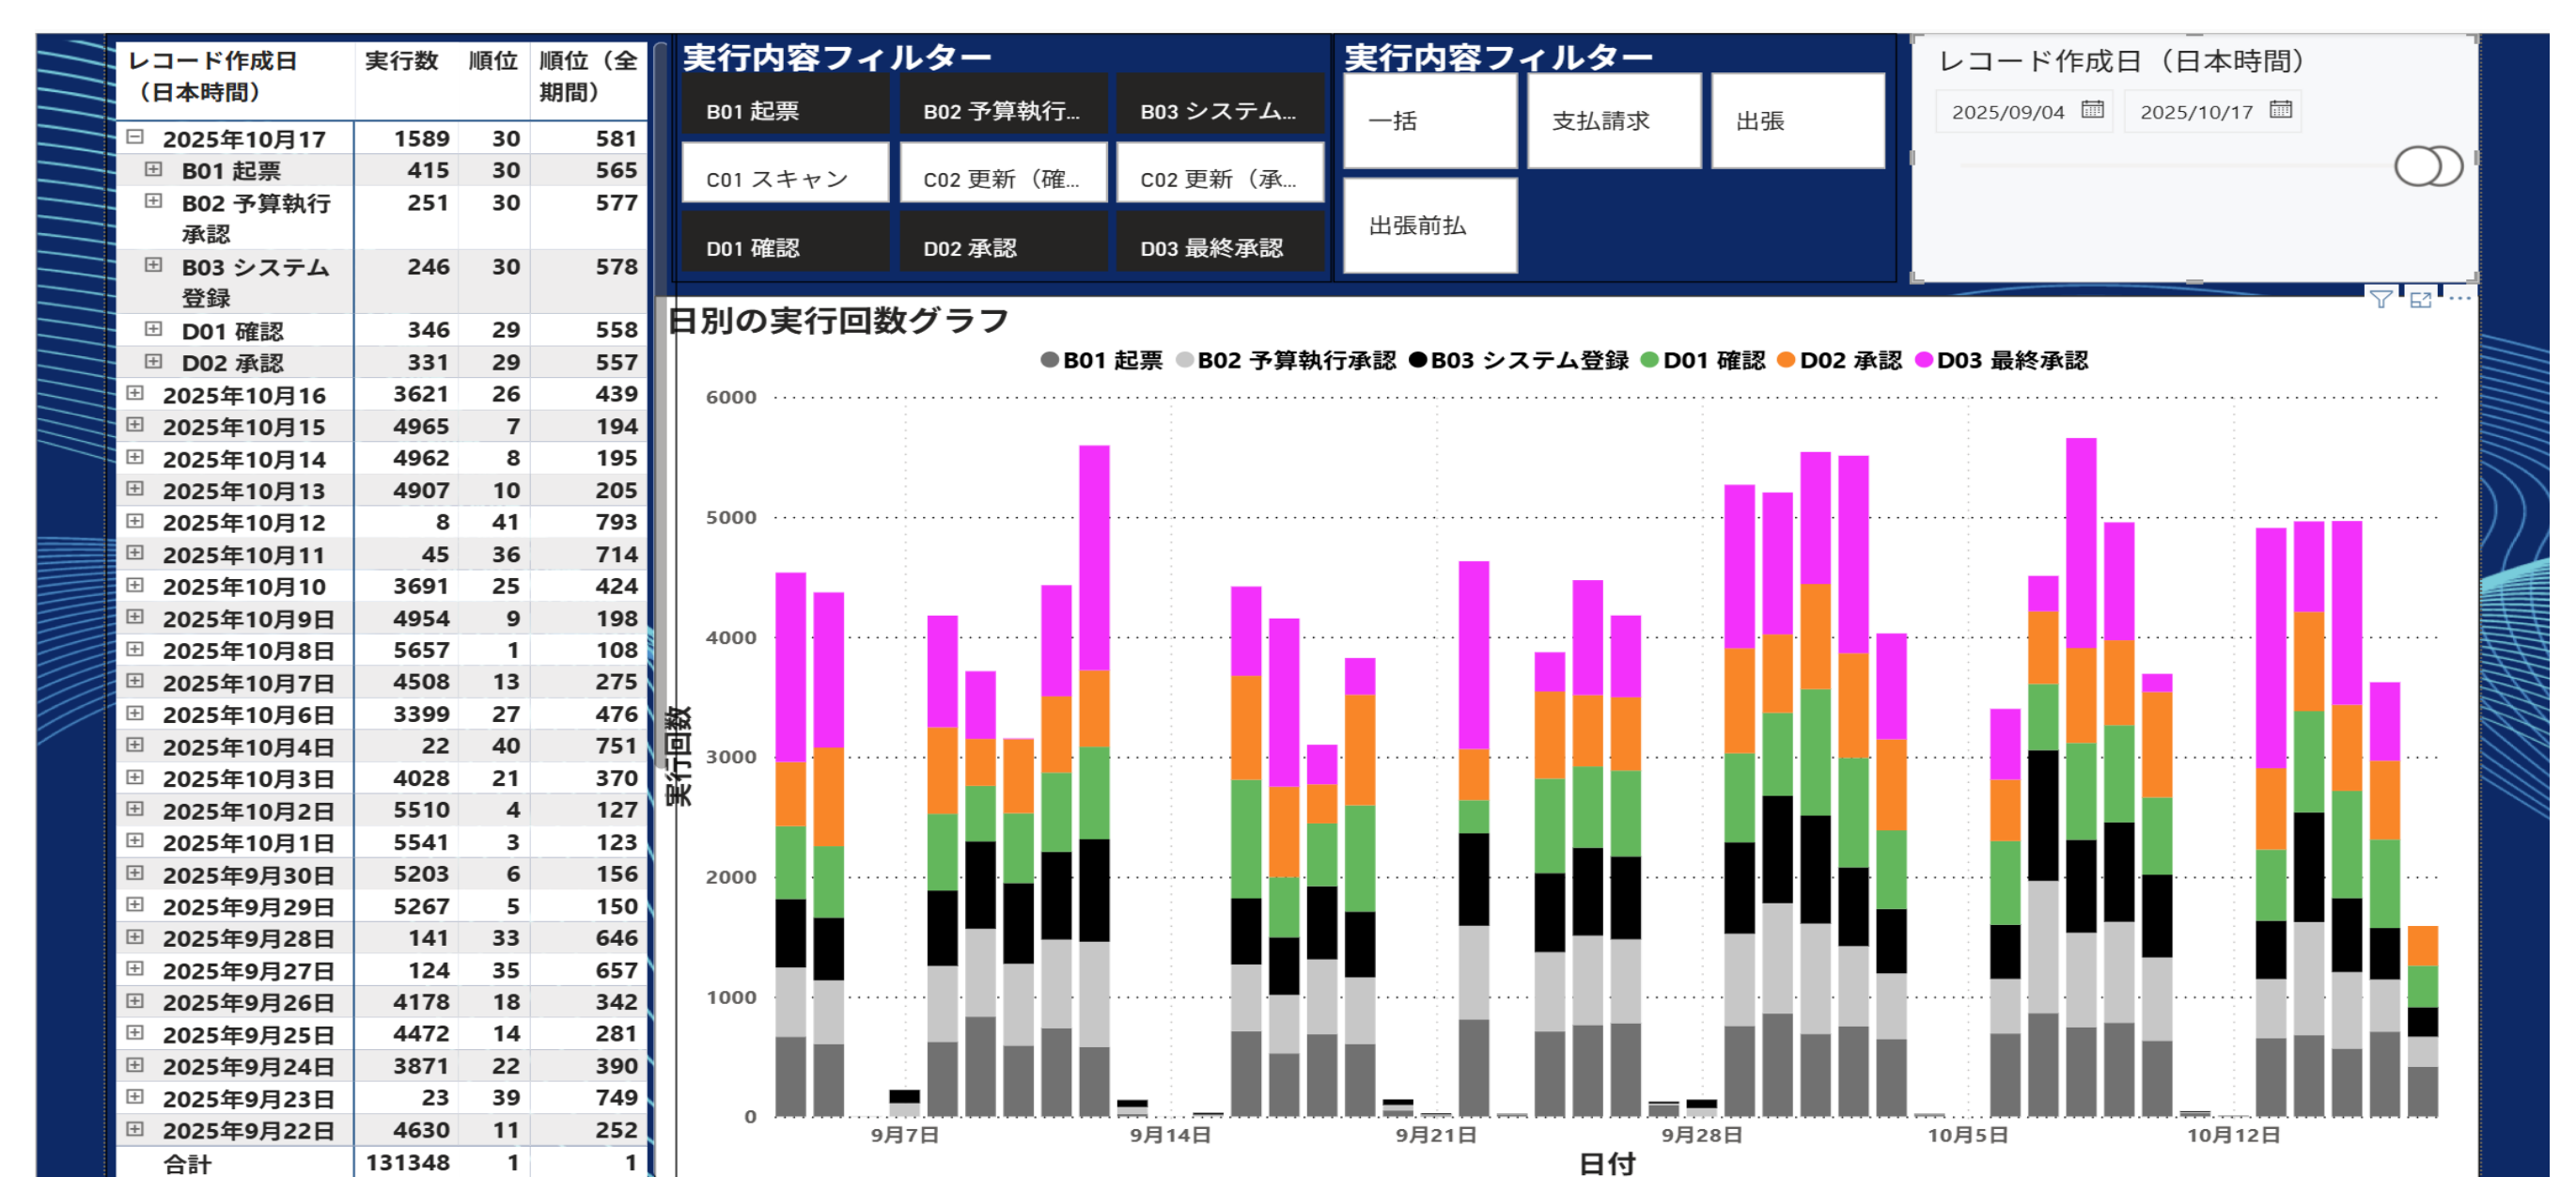 レコード作成日
（日本時間）
実行数
順位
順位（全
期間）
2025年10月17 1589 30 581
B01 起票 415 30 565
B02 予算執行
承認 251 30 577
B03 システム
登録 246 30 578
D01 確認 346 29 558
D02 承認 331 29 557
2025年10月16 3621 26 439
2025年10月15 4965 7 194
2025年10月14 4962 8 195
2025年10月13 4907 10 205
2025年10月12 8 41 793
2025年10月11 45 36 714
2025年10月10 3691 25 424
2025年10月9日 4954 9 198
2025年10月8日 5657 1 108
2025年10月7日 4508 13 275
2025年10月6日 3399 27 476
2025年10月4日 22 40 751
2025年10月3日 4028 21 370
2025年10月2日 5510 4 127
2025年10月1日 5541 3 123
2025年9月30日 5203 6 156
2025年9月29日 5267 5 150
2025年9月28日 141 33 646
2025年9月27日 124 35 657
2025年9月26日 4178 18 342
2025年9月25日 4472 14 281
2025年9月24日 3871 22 390
2025年9月23日 23 39 749
2025年9月22日 4630 11 252
合計 131348 1 1
実行内容フィルター
B01 起票
B02 予算執行...
B03 システム...
C01 スキャン
C02 更新（確...
C02 更新（承...
D01 確認
D02 承認
D03 最終承認
実行内容フィルター
一括
支払請求
出張
出張前払
レコード作成日（日本時間）
2025/09/04
2025/10/17
日別の実行回数グラフ
B01 起票 B02 予算執行承認 B03 システム登録 D01 確認 D02 承認 D03 最終承認
6000
5000
4000
3000
2000
1000
0
実行回数
9月7日
9月14日
9月21日
9月28日
10月5日
10月12日
日付